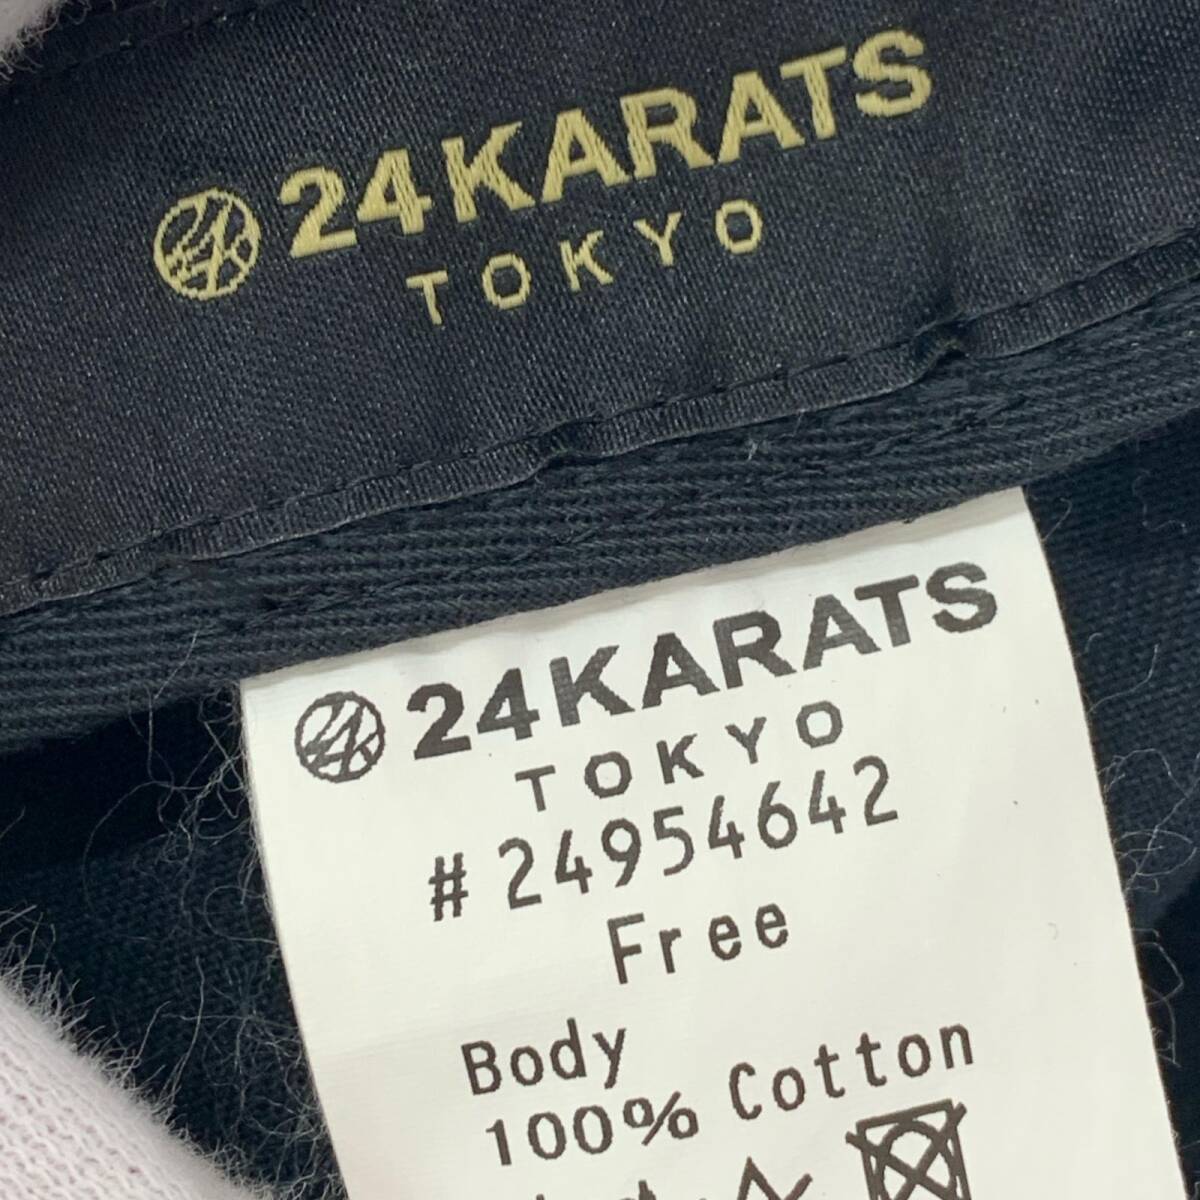 24KARATS
TOKYO
24KARATS
TOKYO
#24954642
Free
Body
100% Cotton